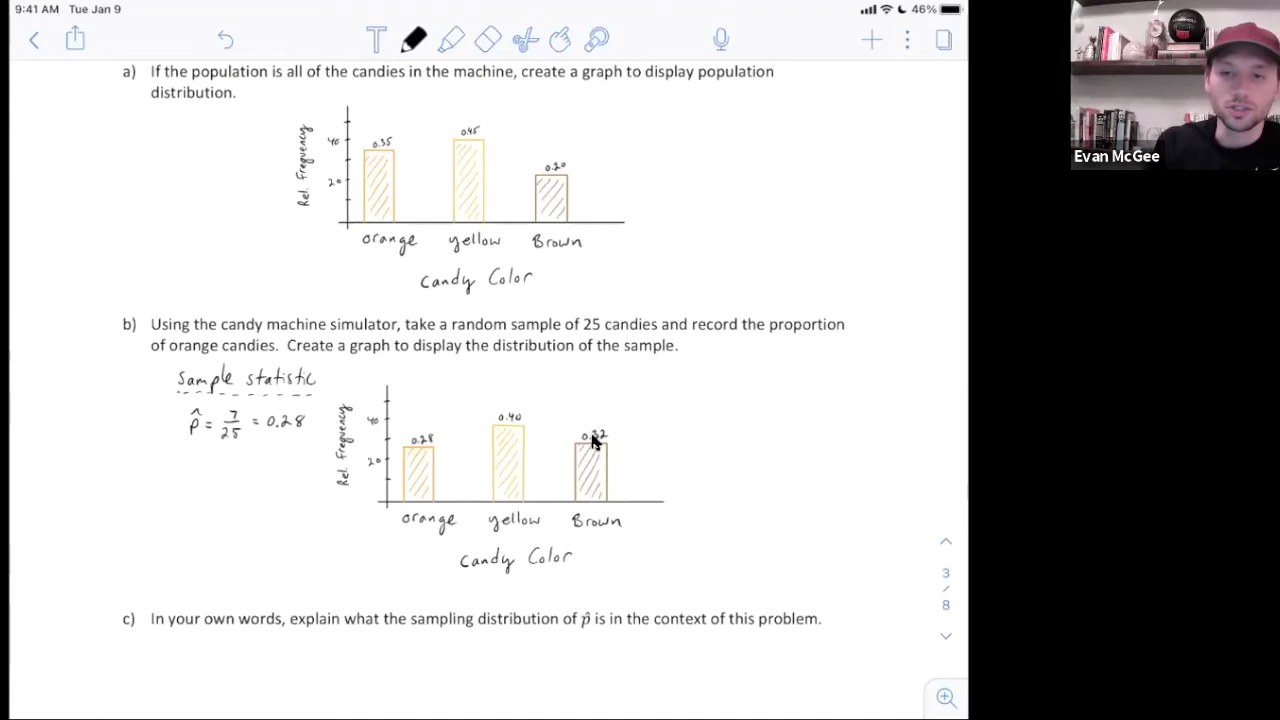 9:41 AM Tue Jan 9
46%
a) If the population is all of the candies in the machine, create a graph to display population
distribution.
Rel. Frequency
40
20
0.35
0.45
0.20
orange yellow Brown
Candy Color
b) Using the candy machine simulator, take a random sample of 25 candies and record the proportion
of orange candies. Create a graph to display the distribution of the sample.
Sample statistic
p̂ = 7/25 = 0.28
Rel. Frequency
40
20
0.28
0.40
0.32
orange yellow Brown
Candy Color
c) In your own words, explain what the sampling distribution of p̂ is in the context of this problem.
3
/
8
Evan McGee